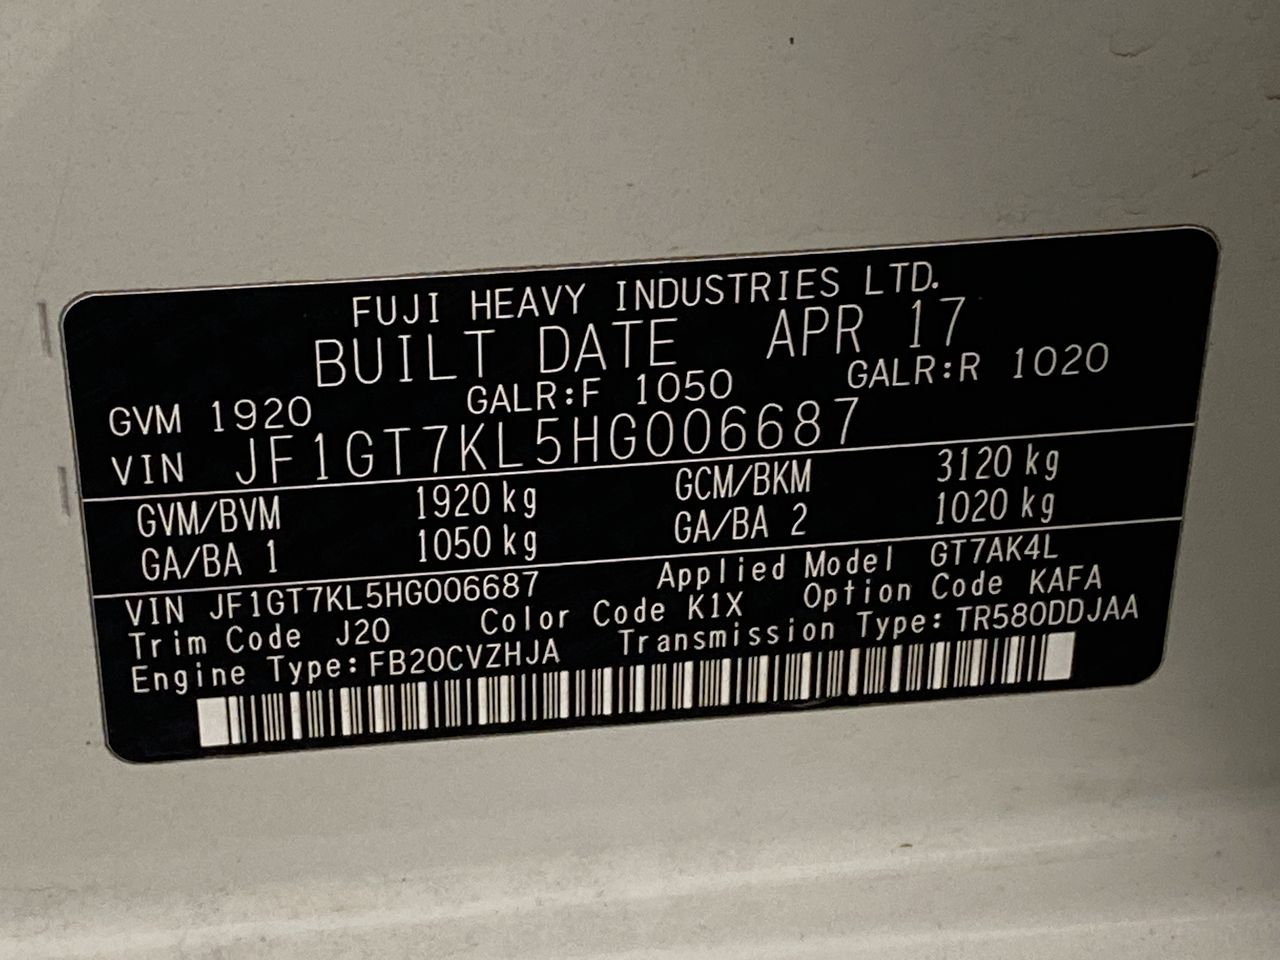 FUJI HEAVY INDUSTRIES LTD.
BUILT DATE APR 17
GVM 1920 GALR:F 1050 GALR:R 1020
VIN JF1GT7KL5HG006687
GVM/BVM 1920 kg GCM/BKM 3120 kg
GA/BA 1 1050 kg GA/BA 2 1020 kg
VIN JF1GT7KL5HG006687 Applied Model GT7AK4L
Trim Code J20 Color Code K1X Option Code KAFA
Engine Type:FB20CVZHJA Transmission Type:TR580DDJAA